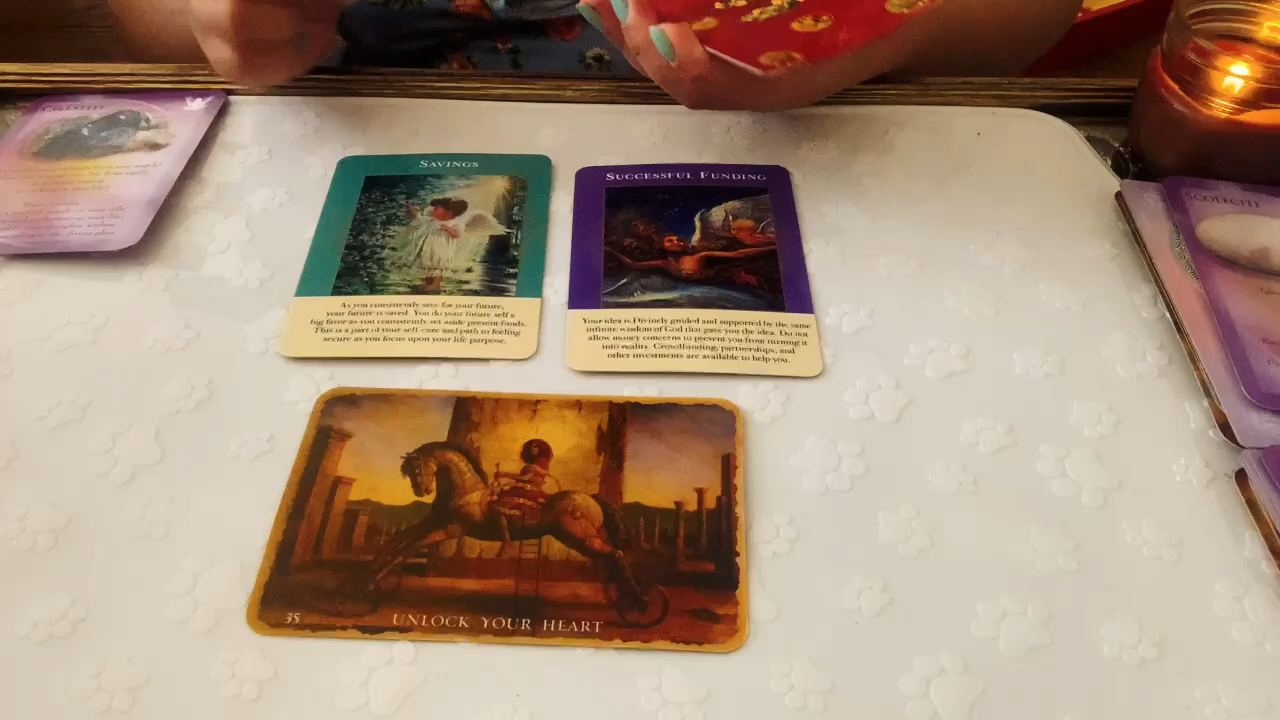 SAVINGS
As you consistently save for your future,
your future is saved. You do your future self a
big favor as you consistently set aside present funds.
This is a part of your self-care and path to feeling
secure as you focus upon your life purpose.
SUCCESSFUL FUNDING
Your idea is Divinely guided and supported by the same
infinite wisdom of God that gave you the idea. Do not
allow money concerns to prevent you from turning it
into reality. Crowdfunding, partnerships, and
other investments are available to help you.
35
UNLOCK YOUR HEART
SCOLECITE